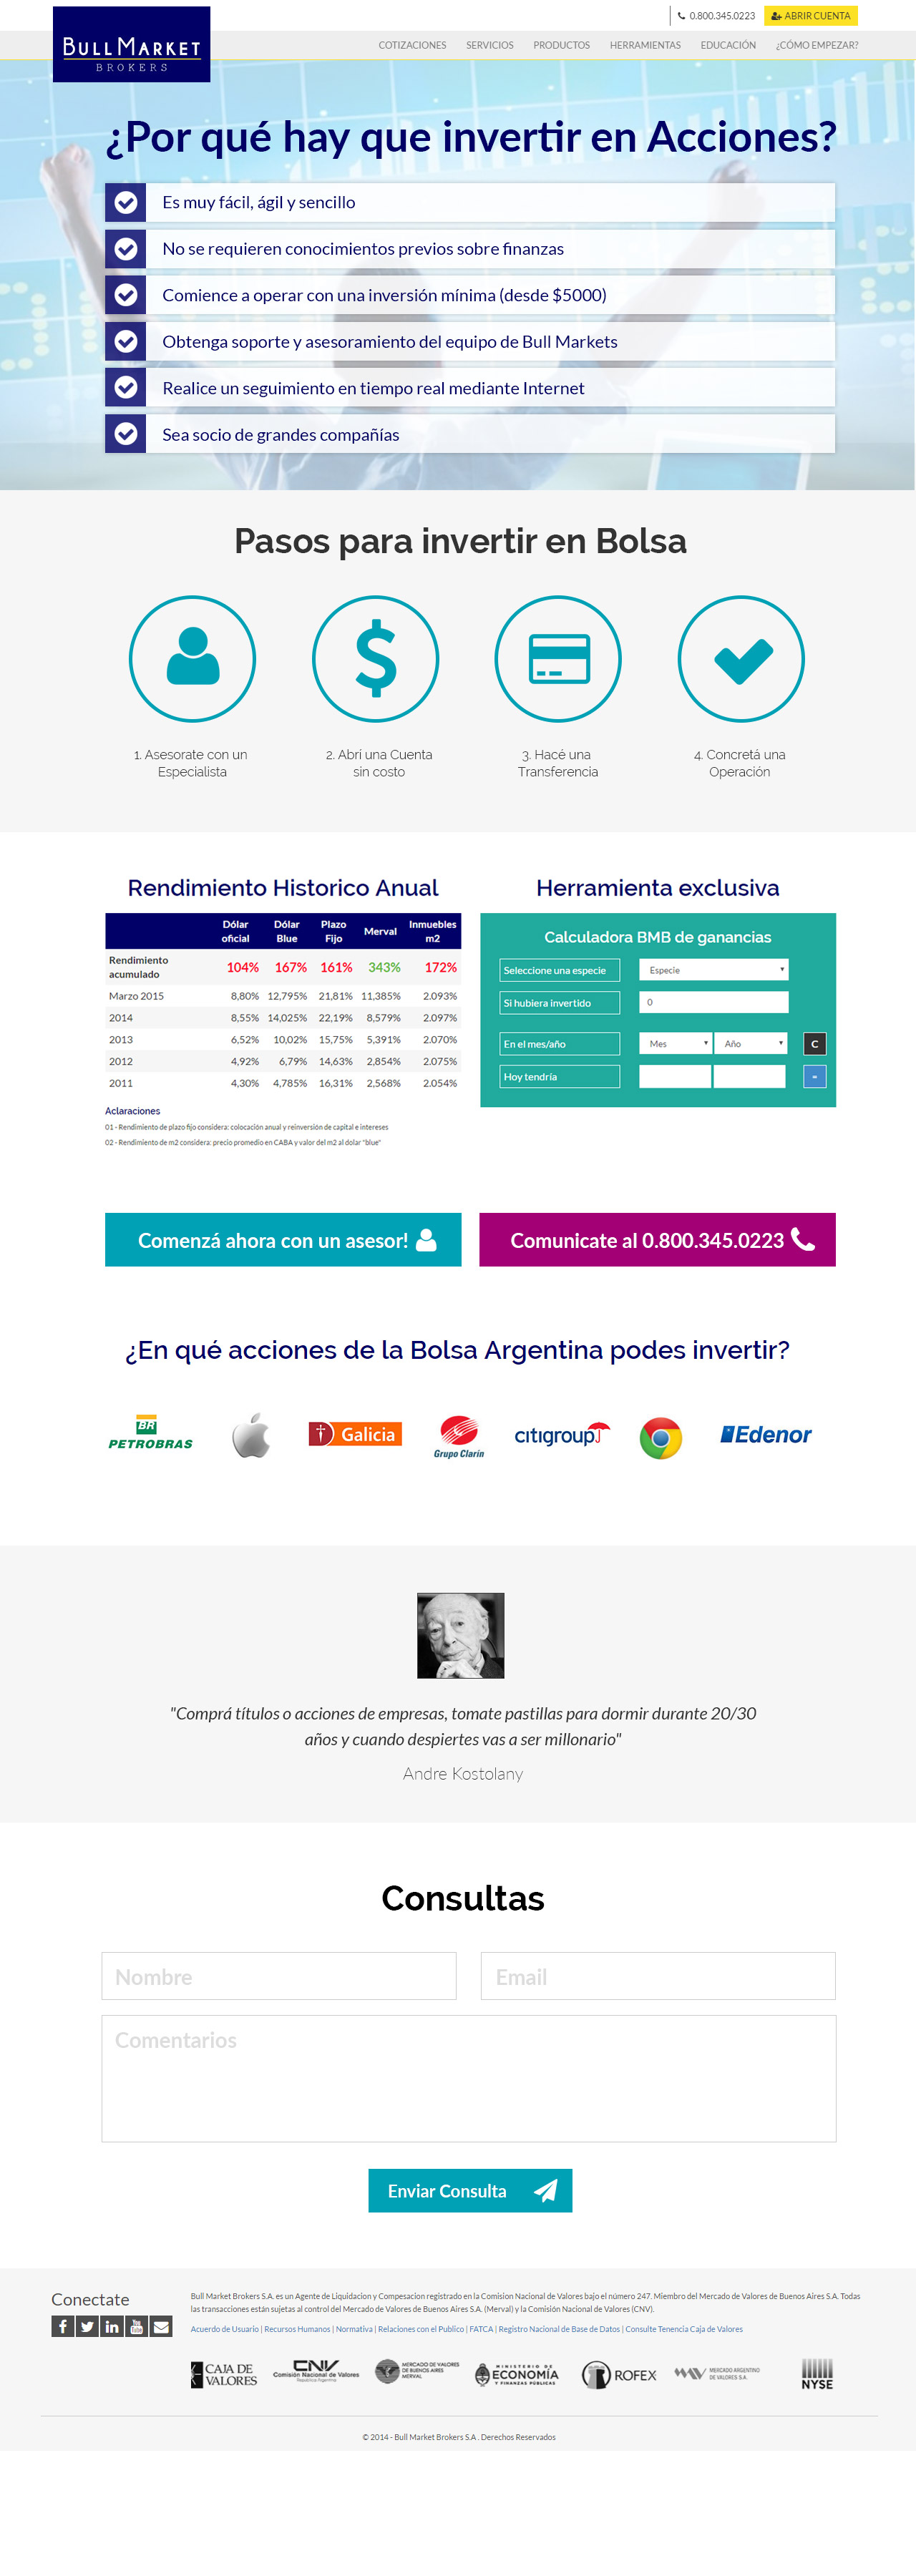 0.800.345.0223
ABRIR CUENTA
BULLMARKET
BROKERS
COTIZACIONES SERVICIOS PRODUCTOS HERRAMIENTAS EDUCACIÓN ¿CÓMO EMPEZAR?
¿Por qué hay que invertir en Acciones?
Es muy fácil, ágil y sencillo
No se requieren conocimientos previos sobre finanzas
Comience a operar con una inversión mínima (desde $5000)
Obtenga soporte y asesoramiento del equipo de Bull Markets
Realice un seguimiento en tiempo real mediante Internet
Sea socio de grandes compañías
Pasos para invertir en Bolsa
$
1. Asesorate con un
Especialista
2. Abrí una Cuenta
sin costo
3. Hacé una
Transferencia
4. Concretá una
Operación
Rendimiento Historico Anual
Dólar oficial Dólar Blue Plazo Fijo Merval Inmuebles m2
Rendimiento acumulado 104% 167% 161% 343% 172%
Marzo 2015 8,80% 12,795% 21,81% 11,385% 2.093%
2014 8,55% 14,025% 22,19% 8,579% 2.097%
2013 6,52% 10,02% 15,75% 5,391% 2.070%
2012 4,92% 6,79% 14,63% 2,854% 2.075%
2011 4,30% 4,785% 16,31% 2,568% 2.054%
Aclaraciones
01 - Rendimiento de plazo fijo considera: colocación anual y reinversión de capital e intereses
02 - Rendimiento de m2 considera: precio promedio en CABA y valor del m2 al dólar "blue"
Herramienta exclusiva
Calculadora BMB de ganancias
Seleccione una especie Especie
Si hubiera invertido 0
En el mes/año Mes Año C
Hoy tendría =
Comenzá ahora con un asesor!
Comunicate al 0.800.345.0223
¿En qué acciones de la Bolsa Argentina podes invertir?
BR
PETROBRAS
Galicia
Grupo Clarín
citigroup
Edenor
"Comprá títulos o acciones de empresas, tomate pastillas para dormir durante 20/30
años y cuando despiertes vas a ser millonario"
Andre Kostolany
Consultas
Nombre
Email
Comentarios
Enviar Consulta
Conectate
Bull Market Brokers S.A. es un Agente de Liquidacion y Compesacion registrado en la Comision Nacional de Valores bajo el número 247. Miembro del Mercado de Valores de Buenos Aires S.A. Todas
las transacciones están sujetas al control del Mercado de Valores de Buenos Aires S.A. (Merval) y la Comisión Nacional de Valores (CNV).
Acuerdo de Usuario | Recursos Humanos | Normativa | Relaciones con el Publico | FATCA | Registro Nacional de Base de Datos | Consulte Tenencia Caja de Valores
CAJA DE
VALORES
CNV
Comisión Nacional de Valores
República Argentina
MERCADO DE VALORES
DE BUENOS AIRES
MERVAL
MINISTERIO DE
ECONOMÍA
Y FINANZAS PÚBLICAS
ROFEX
MERCADO ARGENTINO
DE VALORES S.A.
NYSE
© 2014 - Bull Market Brokers S.A . Derechos Reservados